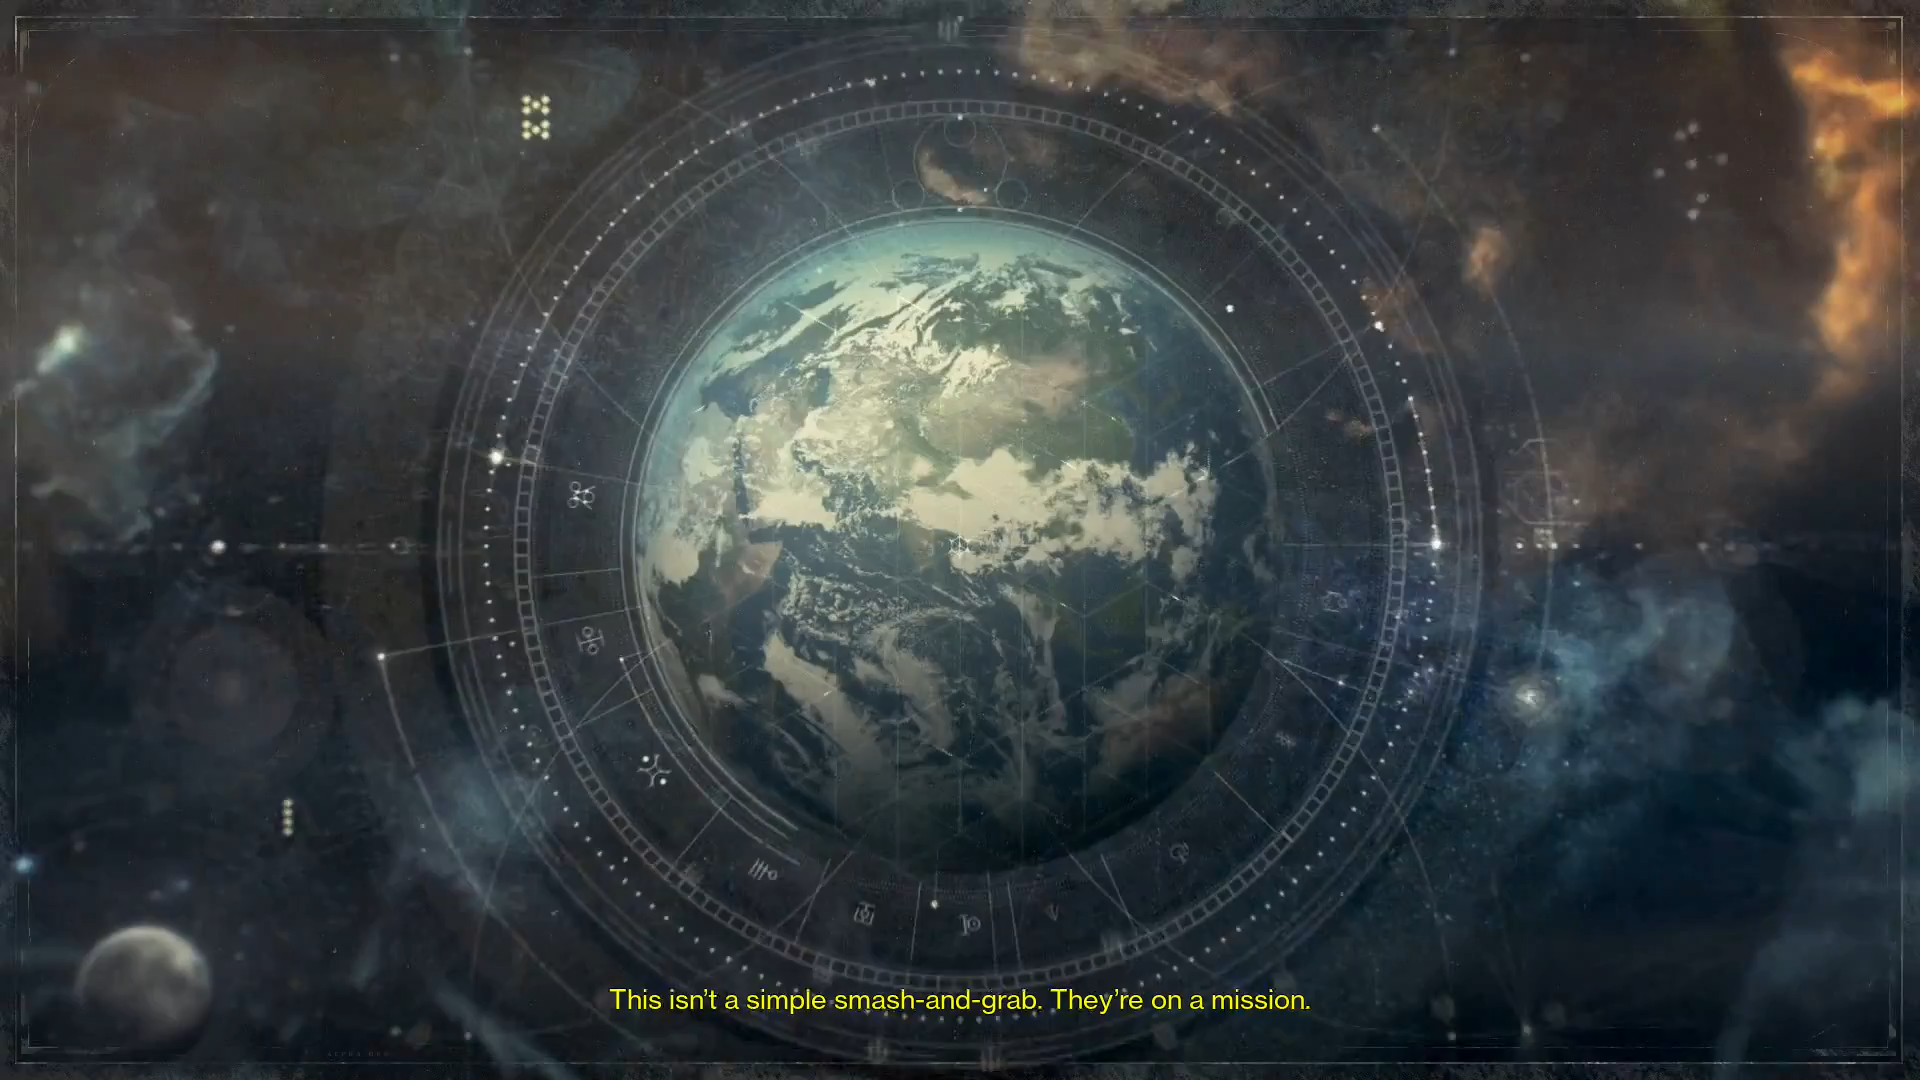 This isn’t a simple smash-and-grab. They’re on a mission.